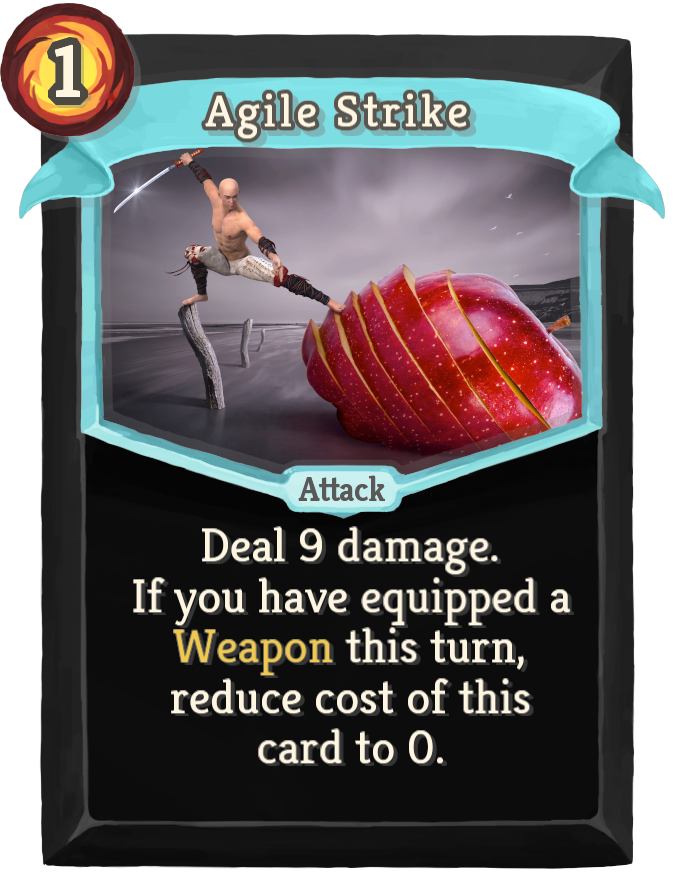 1
Agile Strike
Attack
Deal 9 damage.
If you have equipped a
Weapon this turn,
reduce cost of this
card to 0.